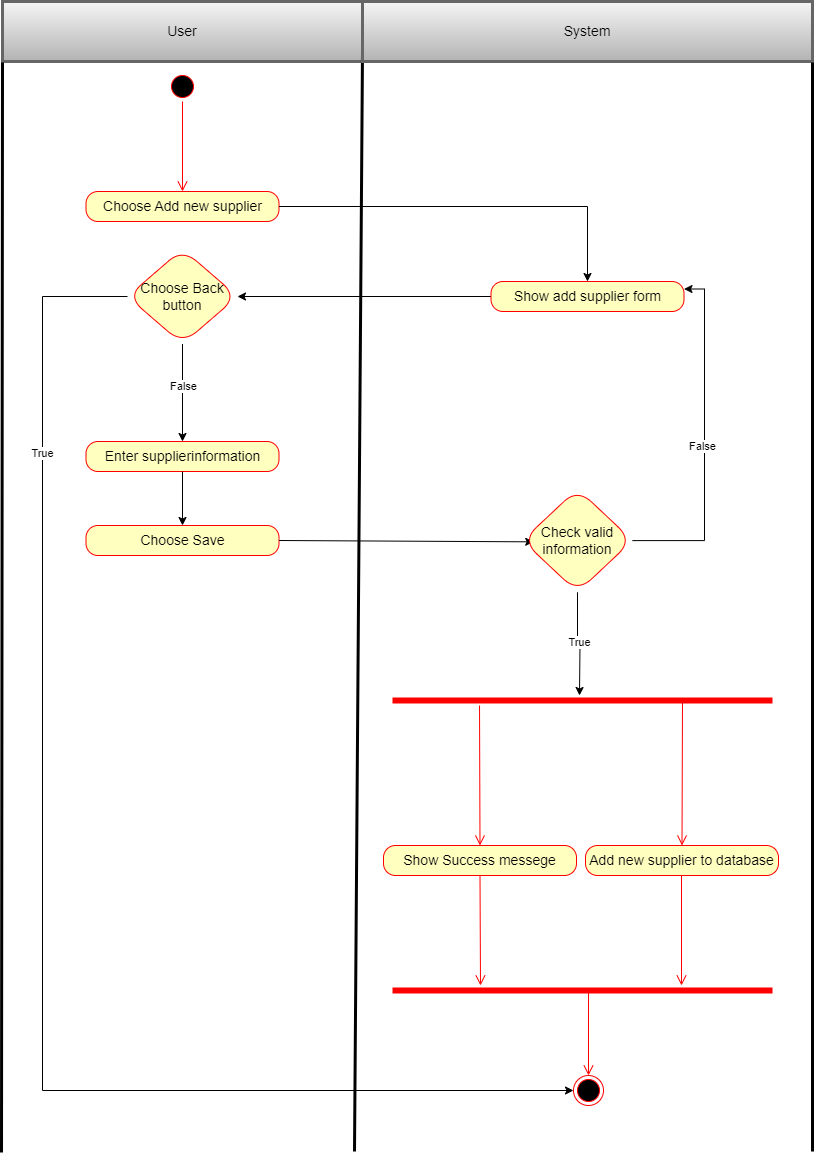 User
System
Choose Add new supplier
Choose Back
button
Show add supplier form
False
True
Enter supplierinformation
False
Choose Save
Check valid
information
True
Show Success messege
Add new supplier to database